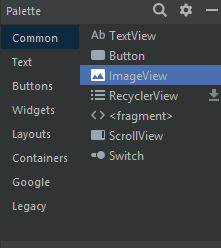 Palette
Common
Text
Buttons
Widgets
Layouts
Containers
Google
Legacy
Ab TextView
Button
ImageView
RecyclerView
<fragment>
ScrollView
Switch